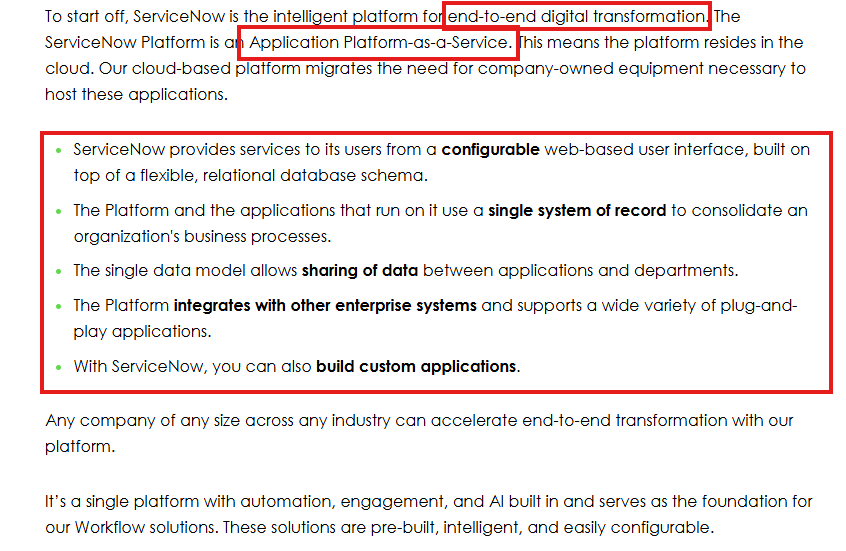 To start off, ServiceNow is the intelligent platform for end-to-end digital transformation. The
ServiceNow Platform is an Application Platform-as-a-Service. This means the platform resides in the
cloud. Our cloud-based platform migrates the need for company-owned equipment necessary to
host these applications.
• ServiceNow provides services to its users from a configurable web-based user interface, built on
top of a flexible, relational database schema.
• The Platform and the applications that run on it use a single system of record to consolidate an
organization's business processes.
• The single data model allows sharing of data between applications and departments.
• The Platform integrates with other enterprise systems and supports a wide variety of plug-and-
play applications.
• With ServiceNow, you can also build custom applications.
Any company of any size across any industry can accelerate end-to-end transformation with our
platform.
It’s a single platform with automation, engagement, and AI built in and serves as the foundation for
our Workflow solutions. These solutions are pre-built, intelligent, and easily configurable.